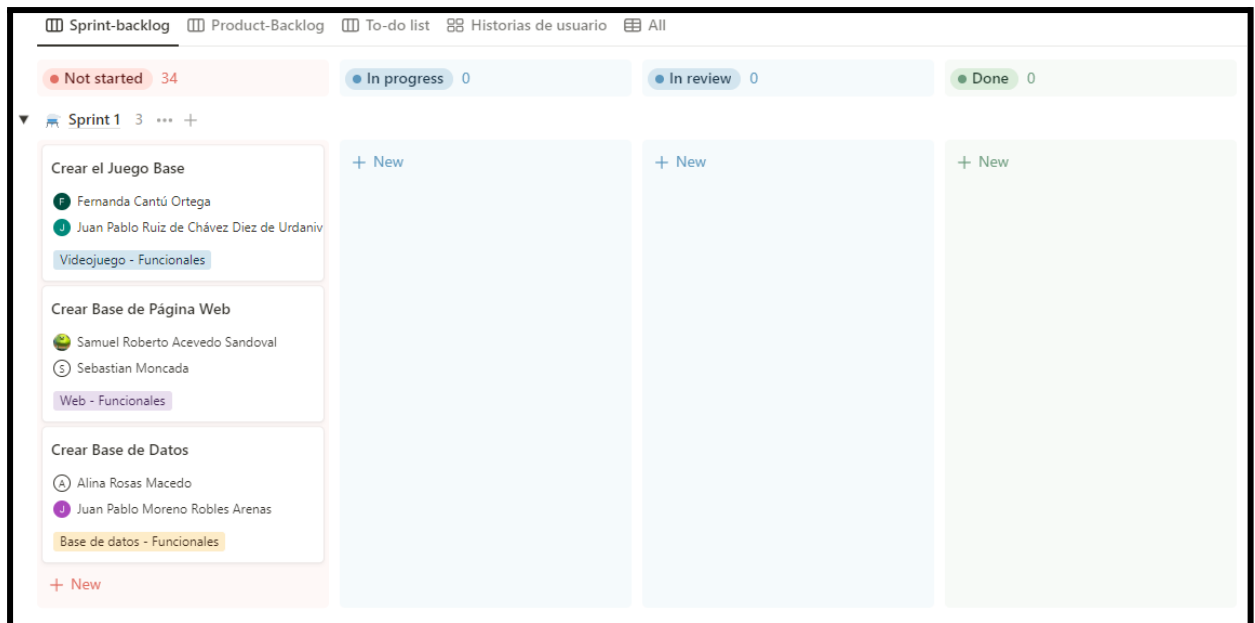 Sprint-backlog Product-Backlog To-do list Historias de usuario All
Not started 34 In progress 0 In review 0 Done 0
Sprint 1 3 ••• +
Crear el Juego Base
F Fernanda Cantú Ortega
J Juan Pablo Ruiz de Chávez Diez de Urdaniv
Videojuego - Funcionales
Crear Base de Página Web
Samuel Roberto Acevedo Sandoval
S Sebastian Moncada
Web - Funcionales
Crear Base de Datos
A Alina Rosas Macedo
J Juan Pablo Moreno Robles Arenas
Base de datos - Funcionales
+ New
+ New
+ New
+ New